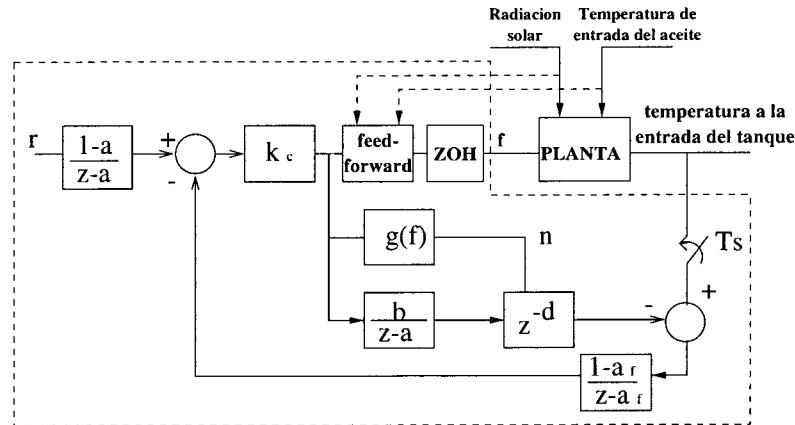 Radiacion
solar
Temperatura de
entrada del aceite
temperatura a la
entrada del tanque
r
1-a
z-a
+
-
k c
feed-
forward
ZOH
f
PLANTA
g(f)
n
Ts
b
z-a
z -d
-
+
1-a f
z-a f